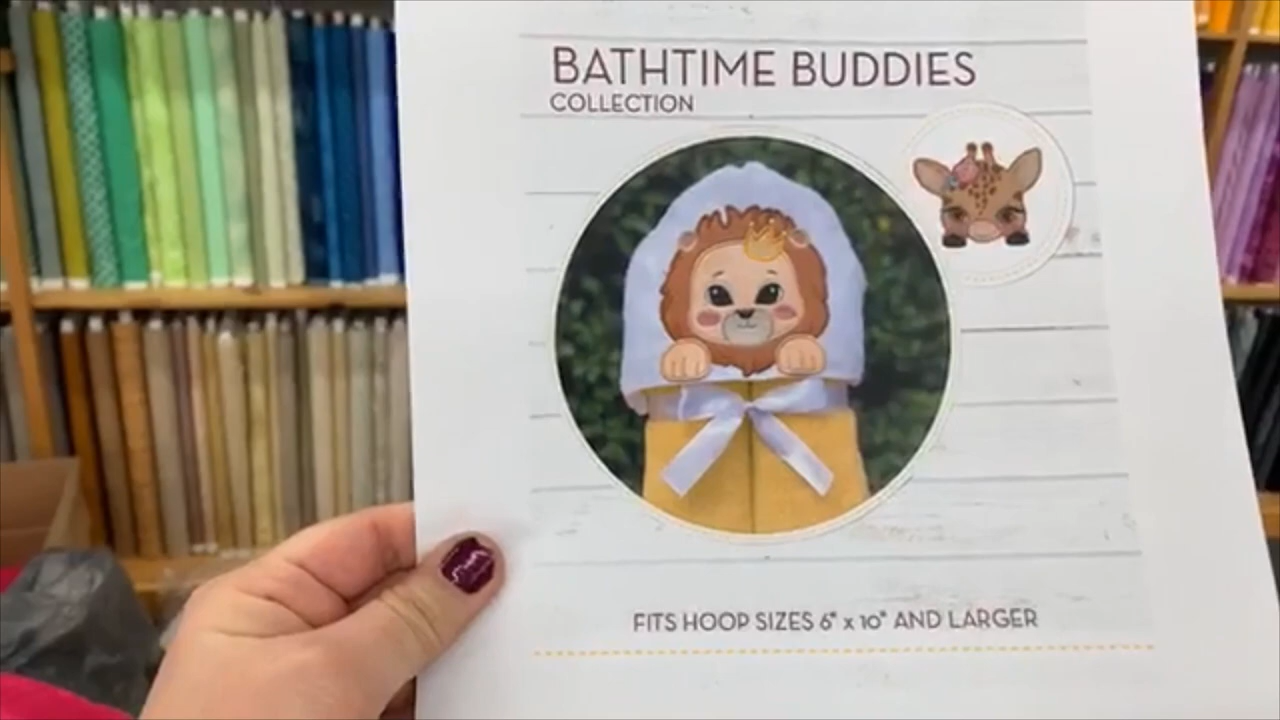 BATHTIME BUDDIES
COLLECTION
FITS HOOP SIZES 6" x 10" AND LARGER